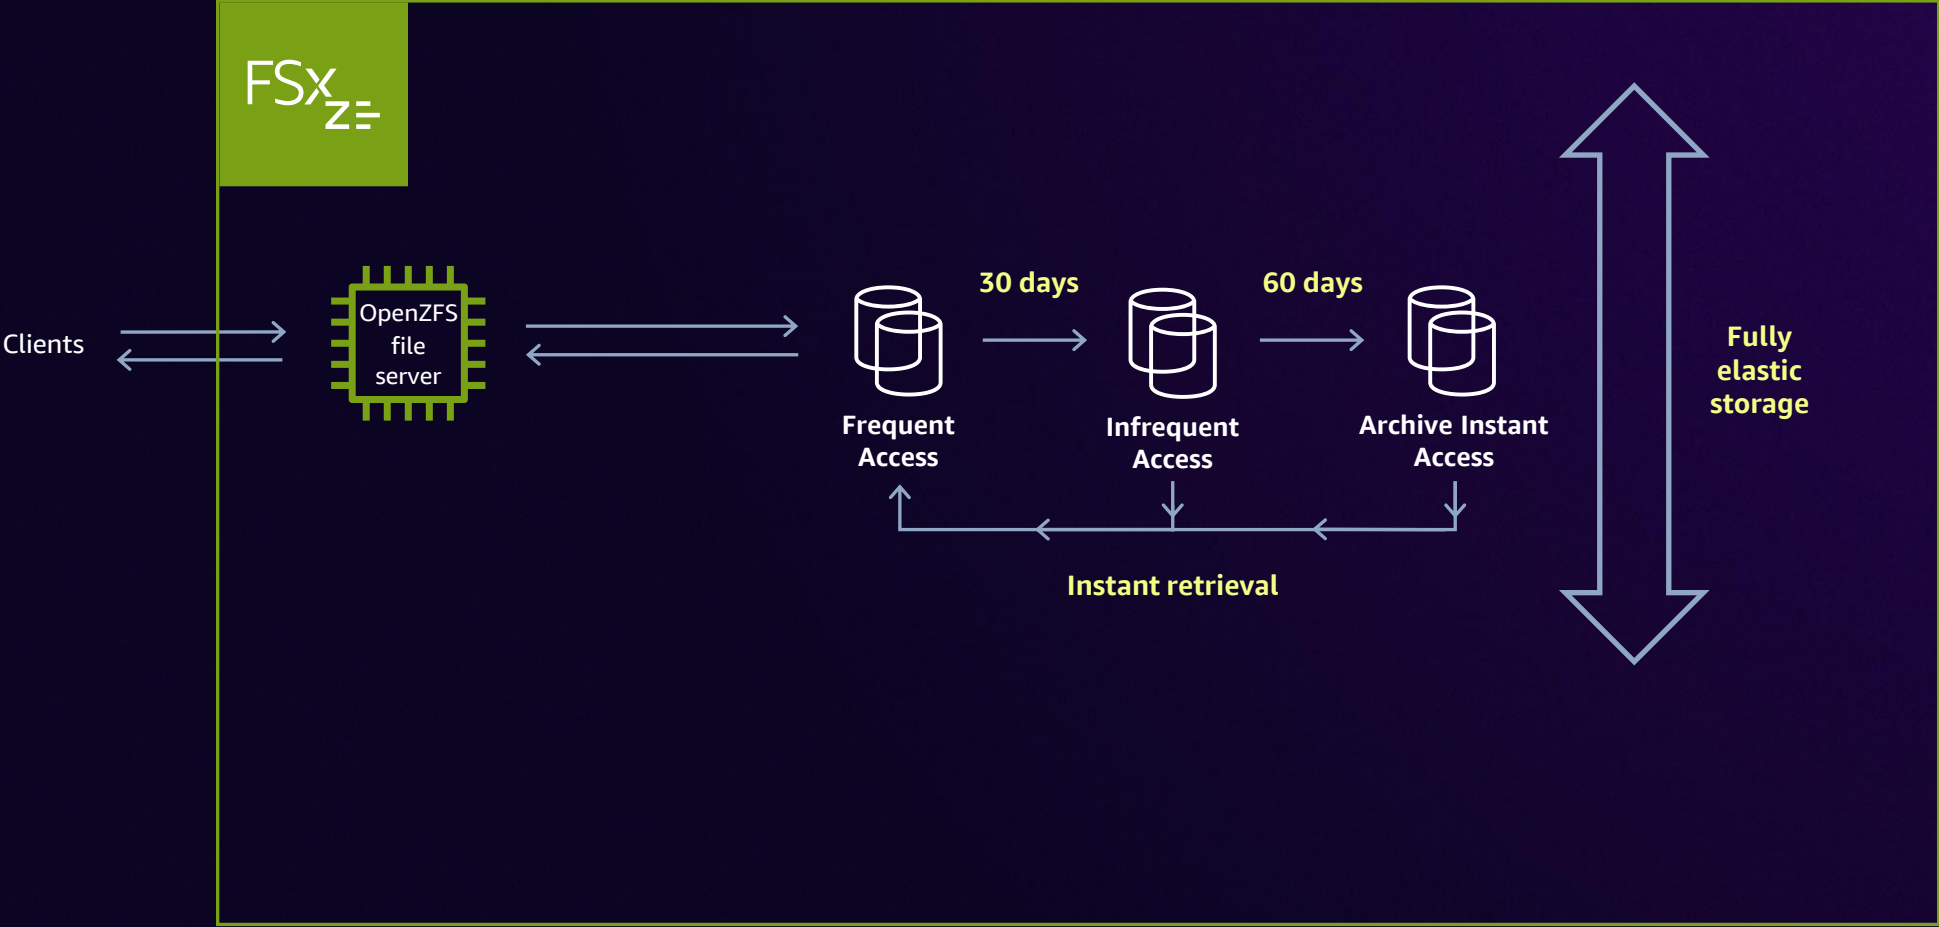 FSx
Z
Clients
OpenZFS
file
server
30 days
60 days
Frequent
Access
Infrequent
Access
Archive Instant
Access
Instant retrieval
Fully
elastic
storage